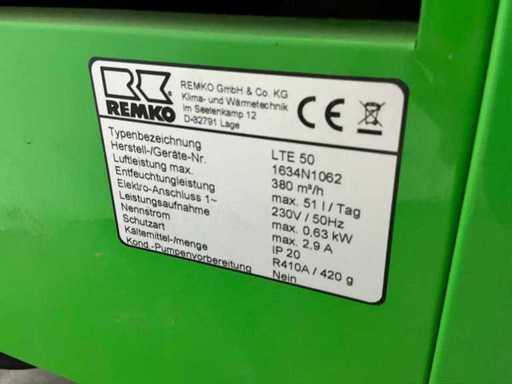 REMKO
REMKO GmbH & Co. KG
Klima- und Wärmetechnik
Im Seelenkamp 12
D-32791 Lage
CE
Typenbezeichnung LTE 50
Herstell-/Geräte-Nr. 1634N1062
Luftleistung max. 380 m³/h
Entfeuchtungleistung max. 51 l / Tag
Elektro-Anschluss 1~ 230V / 50Hz
Leistungsaufnahme max. 0,63 kW
Nennstrom max. 2,9 A
Schutzart IP 20
Kältemittel-/menge R410A / 420 g
Kond.-Pumpenvorbereitung Nein